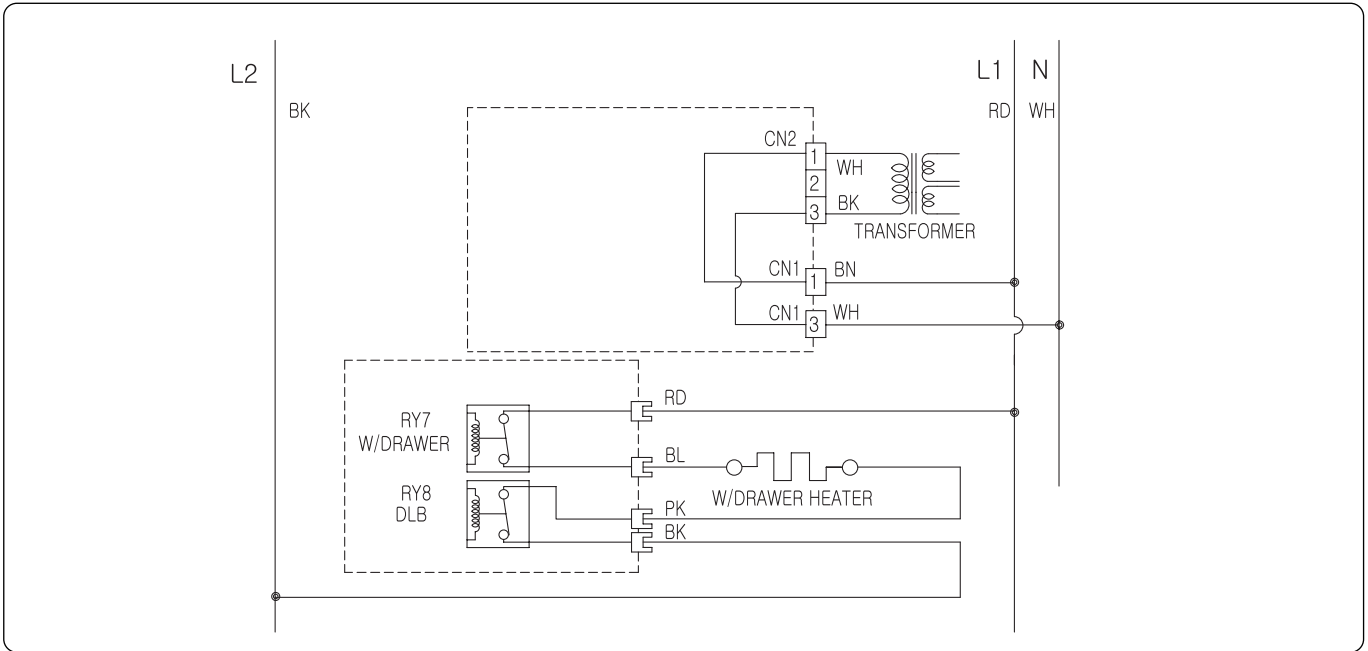 L2
L1
N
BK
RD
WH
CN2
1
WH
2
BK
3
TRANSFORMER
CN1
1
BN
CN1
3
WH
RD
RY7
W/DRAWER
BL
W/DRAWER HEATER
RY8
DLB
PK
BK